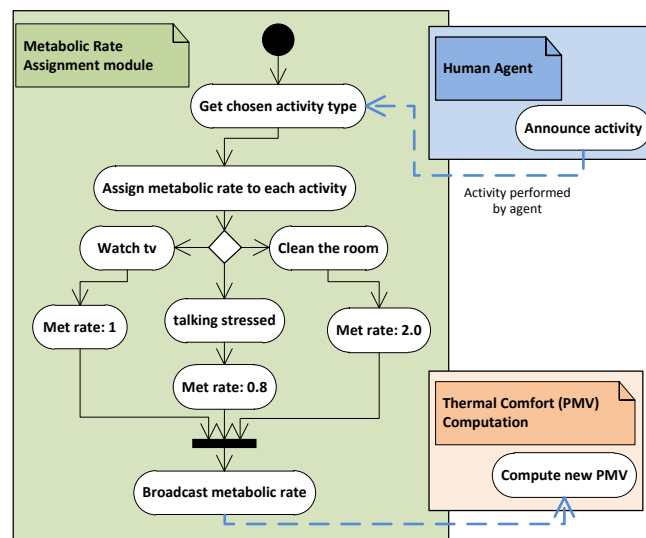 Metabolic Rate
Assignment module
Human Agent
Get chosen activity type
Announce activity
Assign metabolic rate to each activity
Activity performed
by agent
Watch tv
Clean the room
Met rate: 1
talking stressed
Met rate: 2.0
Met rate: 0.8
Thermal Comfort (PMV)
Computation
Compute new PMV
Broadcast metabolic rate